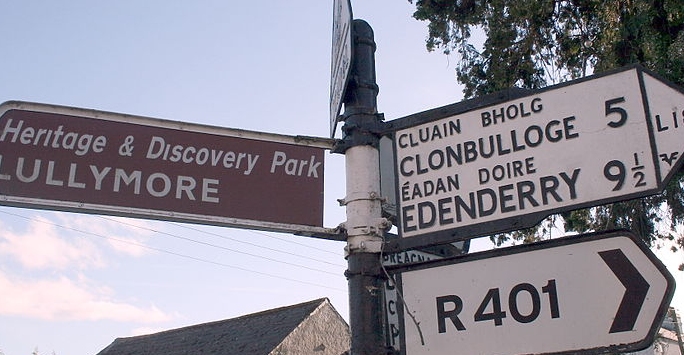 Heritage & Discovery Park
LULLYMORE
CLUAIN BHOLG
CLONBULLOGE 5
ÉADAN DOIRE
EDENDERRY 9½
R401